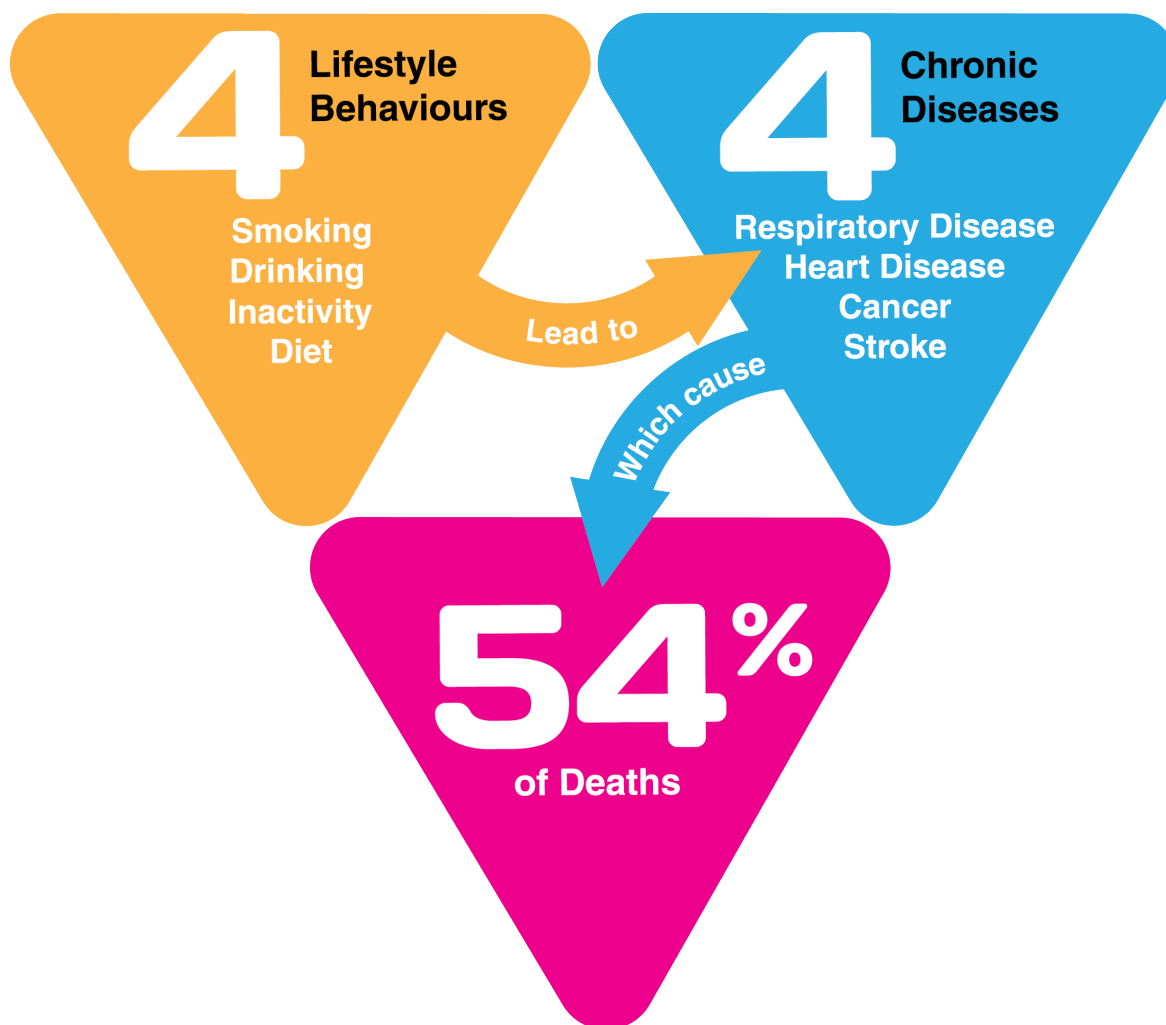 4
Lifestyle
Behaviours
Smoking
Drinking
Inactivity
Diet
Lead to
4
Chronic
Diseases
Respiratory Disease
Heart Disease
Cancer
Stroke
Which cause
54%
of Deaths